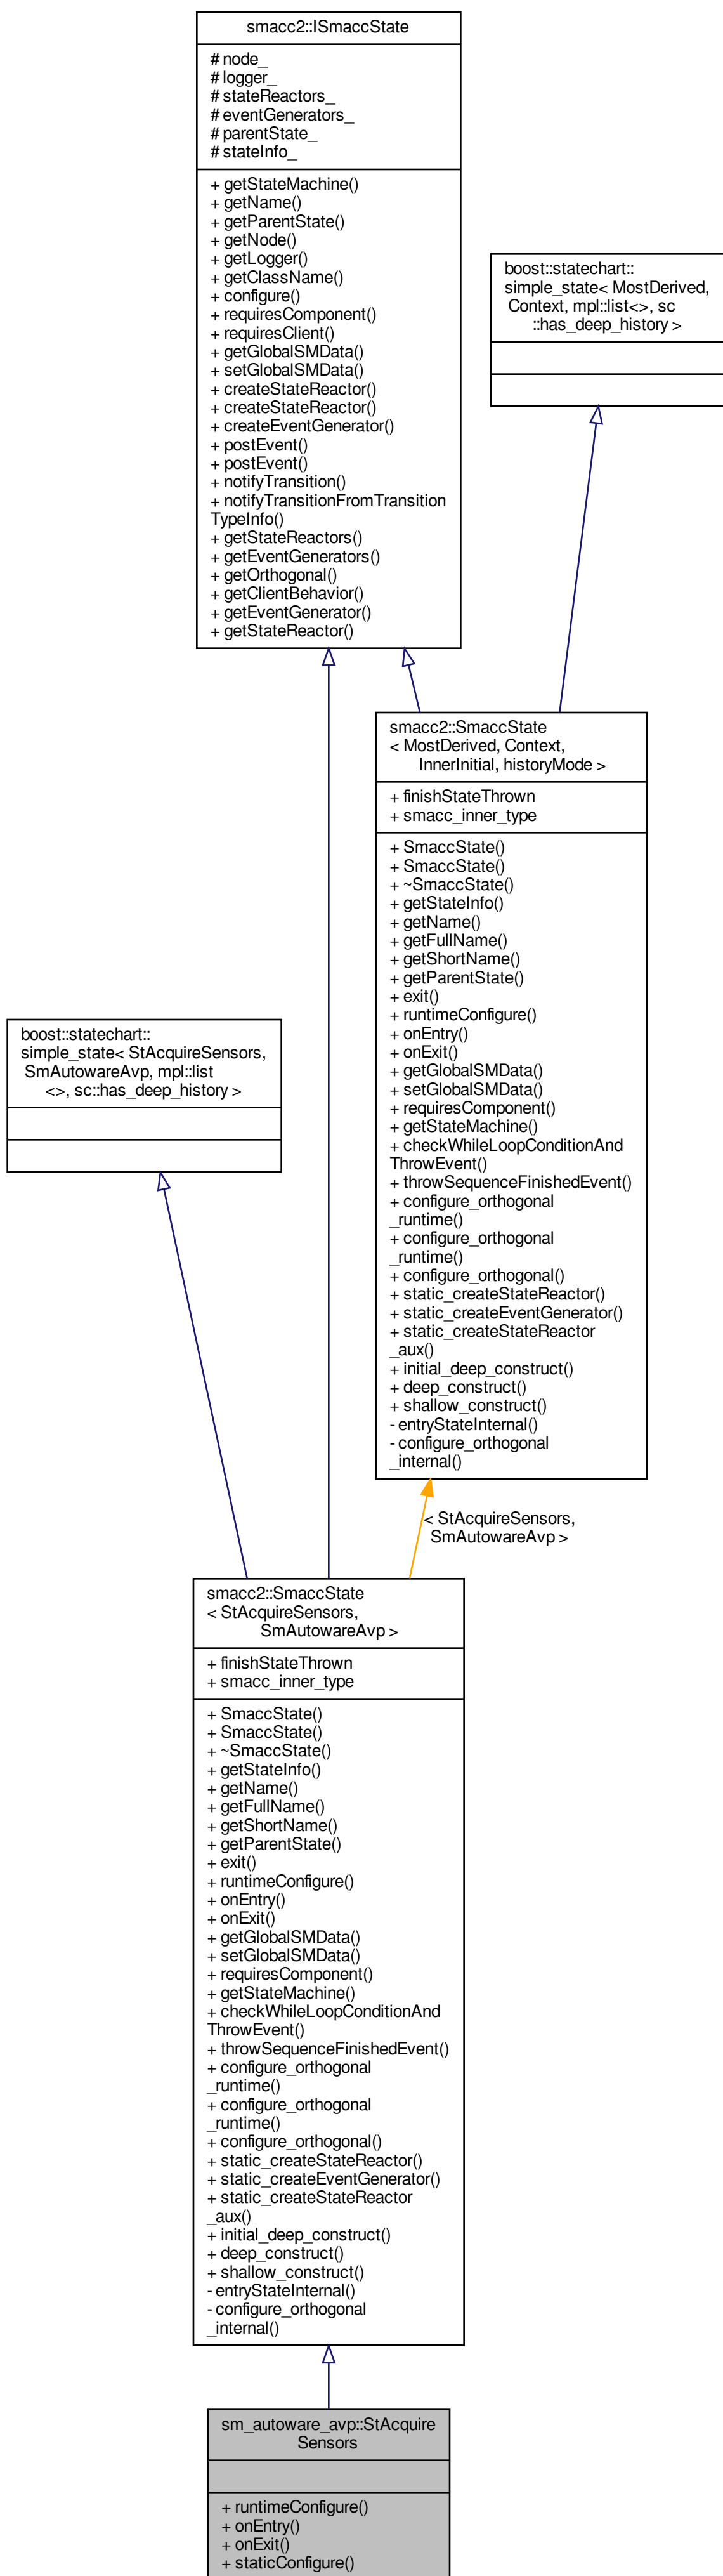 smacc2::ISmaccState
# node_
# logger_
# stateReactors_
# eventGenerators_
# parentState_
# stateInfo_
+ getStateMachine()
+ getName()
+ getParentState()
+ getNode()
+ getLogger()
+ getClassName()
+ configure()
+ requiresComponent()
+ requiresClient()
+ getGlobalSMData()
+ setGlobalSMData()
+ createStateReactor()
+ createStateReactor()
+ createEventGenerator()
+ postEvent()
+ postEvent()
+ notifyTransition()
+ notifyTransitionFromTransition
TypeInfo()
+ getStateReactors()
+ getEventGenerators()
+ getOrthogonal()
+ getClientBehavior()
+ getEventGenerator()
+ getStateReactor()
boost::statechart::
simple_state< MostDerived,
Context, mpl::list<>, sc
::has_deep_history >
smacc2::SmaccState
< MostDerived, Context,
InnerInitial, historyMode >
+ finishStateThrown
+ smacc_inner_type
+ SmaccState()
+ SmaccState()
+ ~SmaccState()
+ getStateInfo()
+ getName()
+ getFullName()
+ getShortName()
+ getParentState()
+ exit()
+ runtimeConfigure()
+ onEntry()
+ onExit()
+ getGlobalSMData()
+ setGlobalSMData()
+ requiresComponent()
+ getStateMachine()
+ checkWhileLoopConditionAnd
ThrowEvent()
+ throwSequenceFinishedEvent()
+ configure_orthogonal
_runtime()
+ configure_orthogonal
_runtime()
+ configure_orthogonal()
+ static_createStateReactor()
+ static_createEventGenerator()
+ static_createStateReactor
_aux()
+ initial_deep_construct()
+ deep_construct()
+ shallow_construct()
- entryStateInternal()
- configure_orthogonal
_internal()
boost::statechart::
simple_state< StAcquireSensors,
SmAutowareAvp, mpl::list
<>, sc::has_deep_history >
< StAcquireSensors,
SmAutowareAvp >
smacc2::SmaccState
< StAcquireSensors,
SmAutowareAvp >
+ finishStateThrown
+ smacc_inner_type
+ SmaccState()
+ SmaccState()
+ ~SmaccState()
+ getStateInfo()
+ getName()
+ getFullName()
+ getShortName()
+ getParentState()
+ exit()
+ runtimeConfigure()
+ onEntry()
+ onExit()
+ getGlobalSMData()
+ setGlobalSMData()
+ requiresComponent()
+ getStateMachine()
+ checkWhileLoopConditionAnd
ThrowEvent()
+ throwSequenceFinishedEvent()
+ configure_orthogonal
_runtime()
+ configure_orthogonal
_runtime()
+ configure_orthogonal()
+ static_createStateReactor()
+ static_createEventGenerator()
+ static_createStateReactor
_aux()
+ initial_deep_construct()
+ deep_construct()
+ shallow_construct()
- entryStateInternal()
- configure_orthogonal
_internal()
sm_autoware_avp::StAcquire
Sensors
+ runtimeConfigure()
+ onEntry()
+ onExit()
+ staticConfigure()